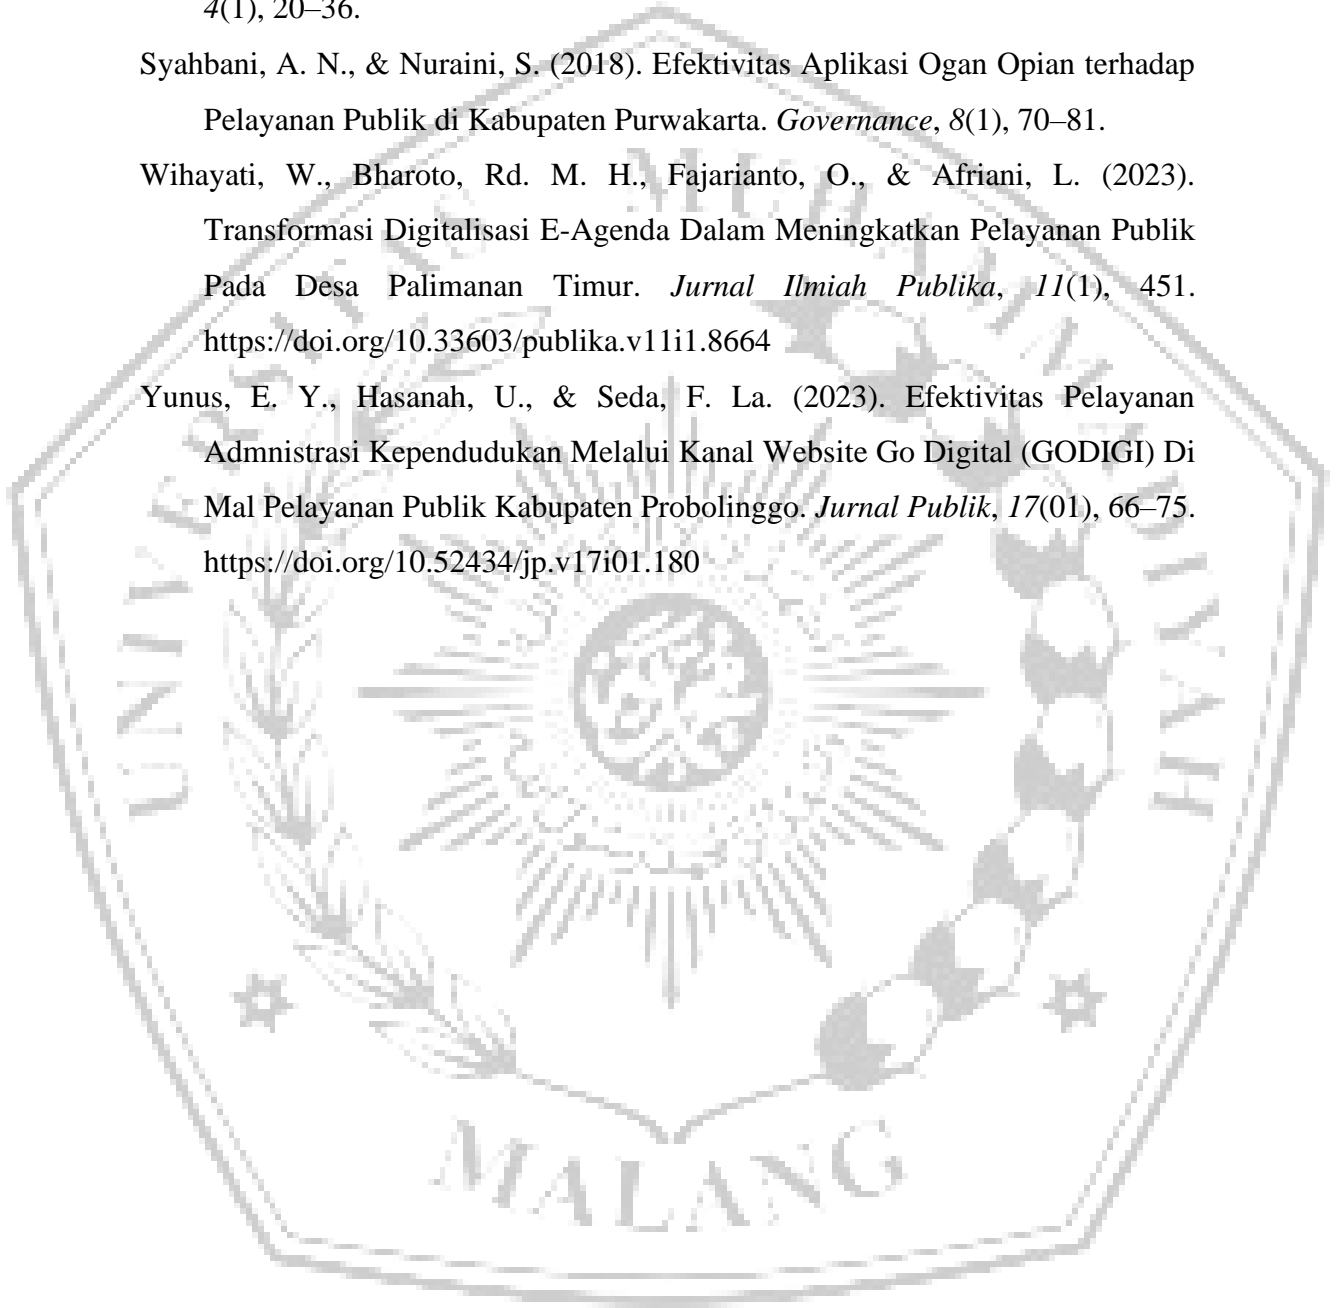 4(1), 20–36.
Syahbani, A. N., & Nuraini, S. (2018). Efektivitas Aplikasi Ogan Opian terhadap
Pelayanan Publik di Kabupaten Purwakarta. Governance, 8(1), 70–81.
Wihayati, W., Bharoto, Rd. M. H., Fajarianto, O., & Afriani, L. (2023).
Transformasi Digitalisasi E-Agenda Dalam Meningkatkan Pelayanan Publik
Pada Desa Palimanan Timur. Jurnal Ilmiah Publika, 11(1), 451.
https://doi.org/10.33603/publika.v11i1.8664
Yunus, E. Y., Hasanah, U., & Seda, F. La. (2023). Efektivitas Pelayanan
Admnistrasi Kependudukan Melalui Kanal Website Go Digital (GODIGI) Di
Mal Pelayanan Publik Kabupaten Probolinggo. Jurnal Publik, 17(01), 66–75.
https://doi.org/10.52434/jp.v17i01.180
UNIVERSITAS MUHAMMADIYAH
MALANG